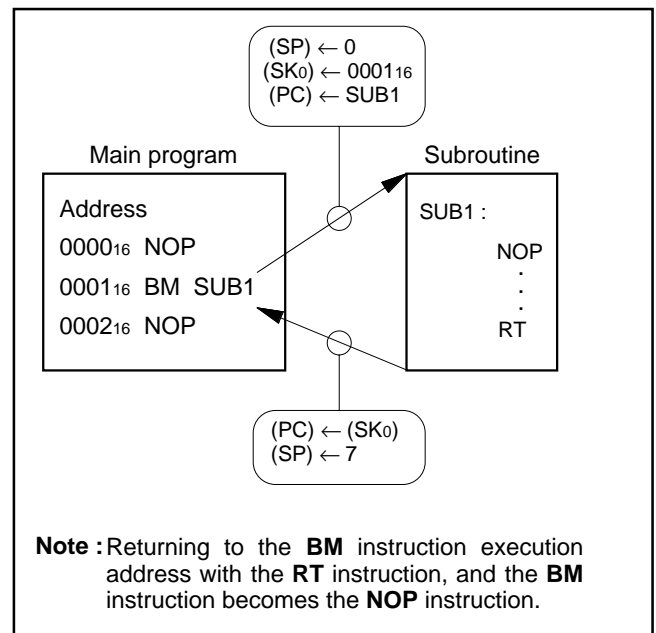 (SP) ← 0
(SK0) ← 000116
(PC) ← SUB1
Main program
Subroutine
Address
000016 NOP
000116 BM SUB1
000216 NOP
SUB1 :
NOP
.
.
.
RT
(PC) ← (SK0)
(SP) ← 7
Note : Returning to the BM instruction execution
address with the RT instruction, and the BM
instruction becomes the NOP instruction.